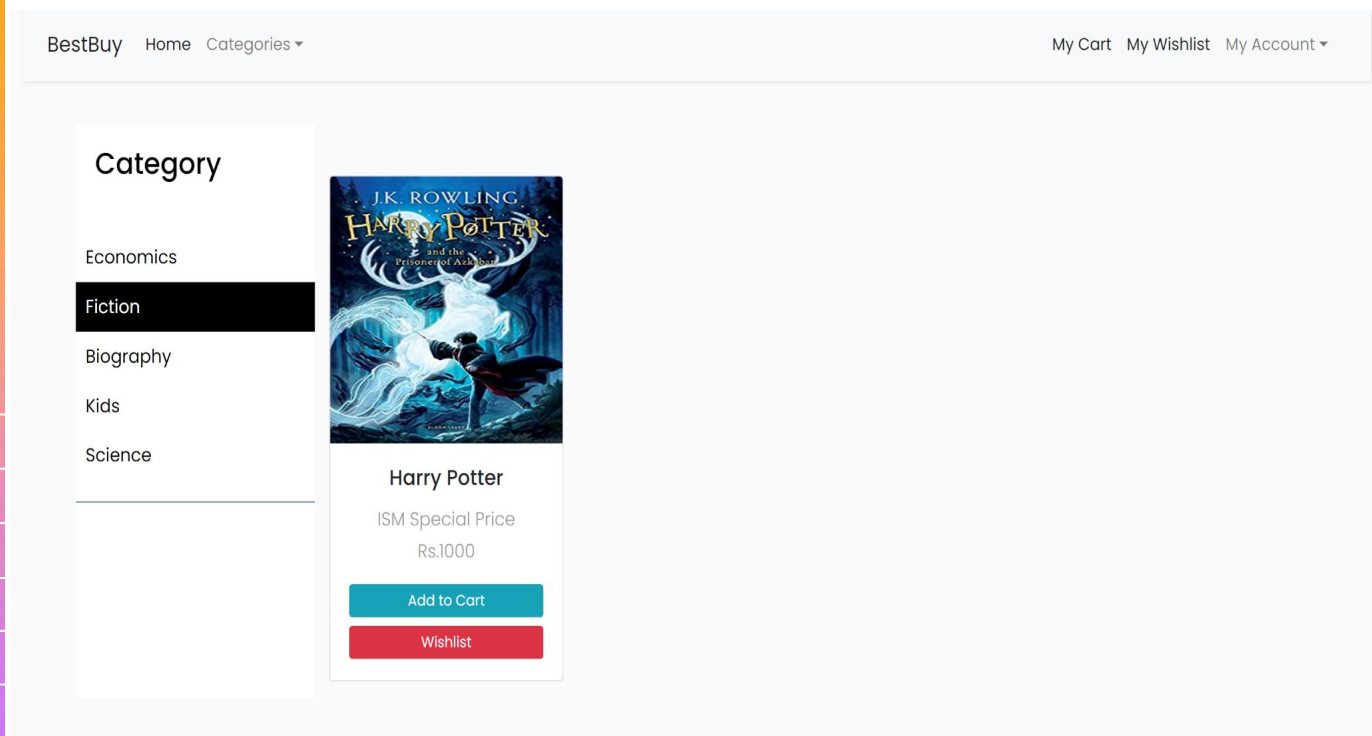 BestBuy Home Categories My Cart My Wishlist My Account
Category
Economics
Fiction
Biography
Kids
Science
J.K. ROWLING
HARRY POTTER
and the
Prisoner of Azkaban
BLOOMSBURY
Harry Potter
ISM Special Price
Rs.1000
Add to Cart
Wishlist